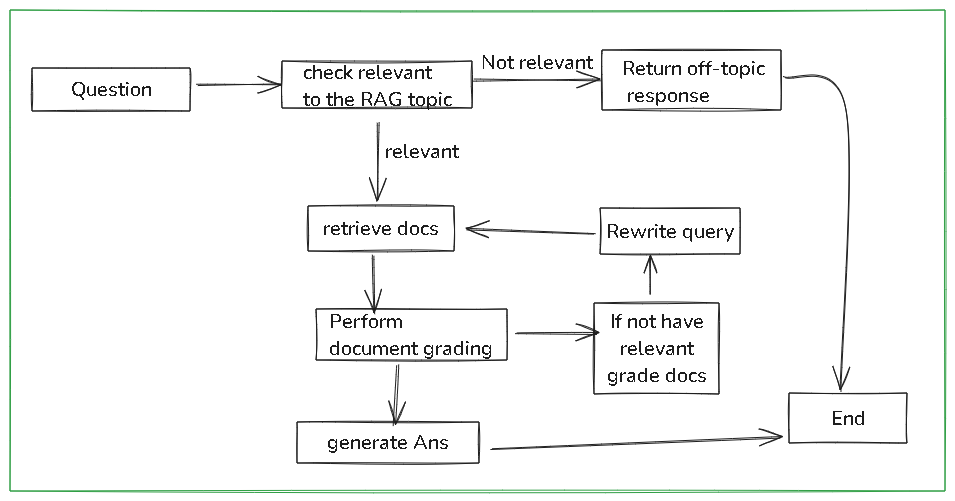 Question
check relevant
to the RAG topic
Not relevant
Return off-topic
response
relevant
retrieve docs
Rewrite query
Perform
document grading
If not have
relevant
grade docs
generate Ans
End